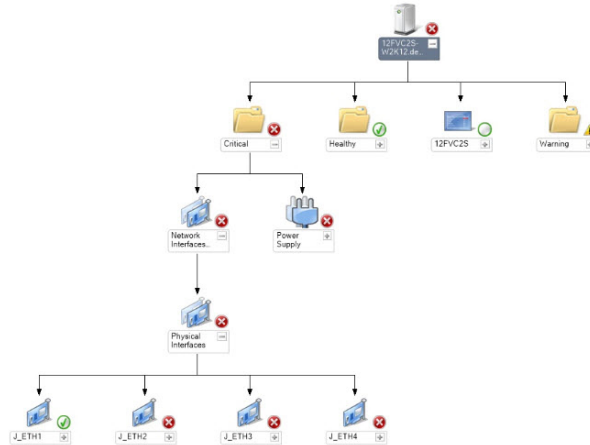 12FVC2S-
W2K12.de..
Critical
Healthy
12FVC2S
Warning
Network
Interfaces..
Power
Supply
Physical
Interfaces
J_ETH1
J_ETH2
J_ETH3
J_ETH4